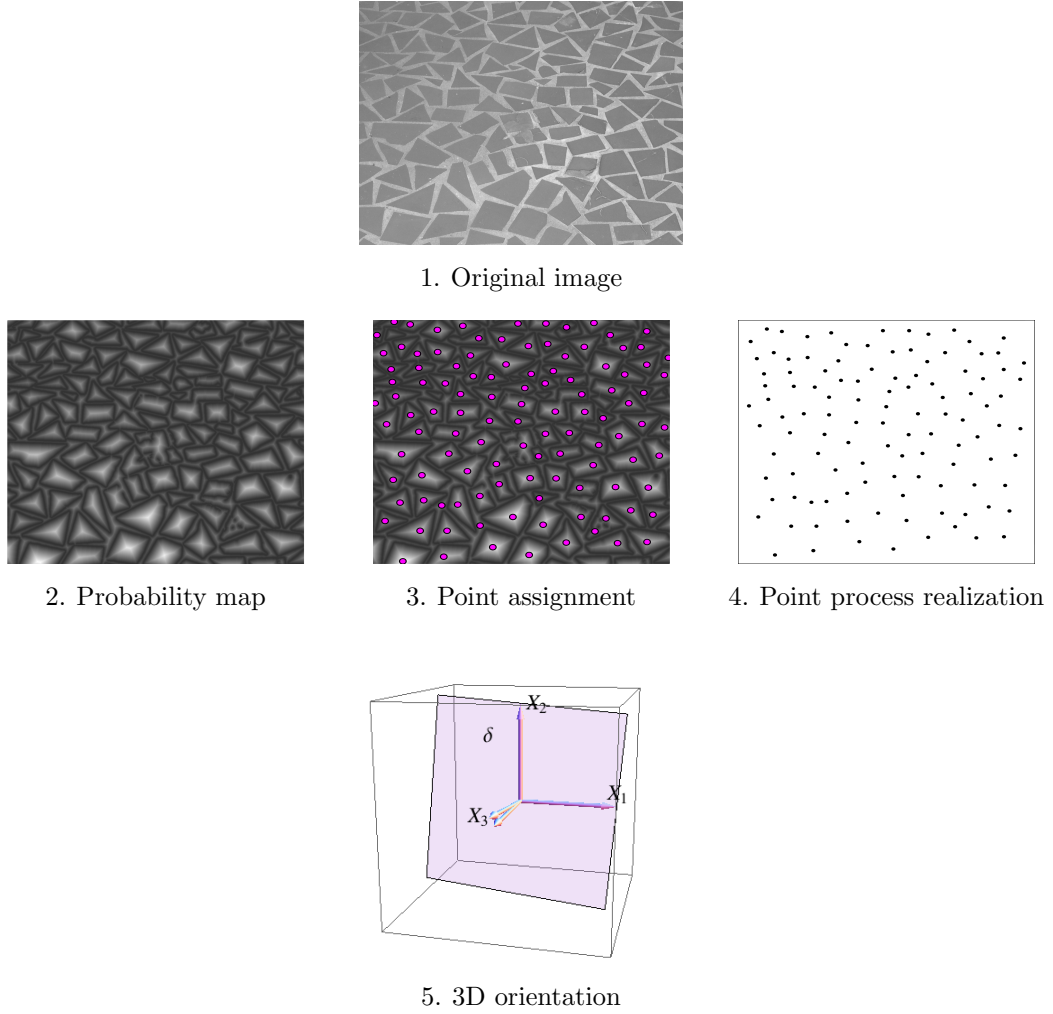 1. Original image
2. Probability map
3. Point assignment
4. Point process realization
X₂
δ
X₁
X₃
5. 3D orientation